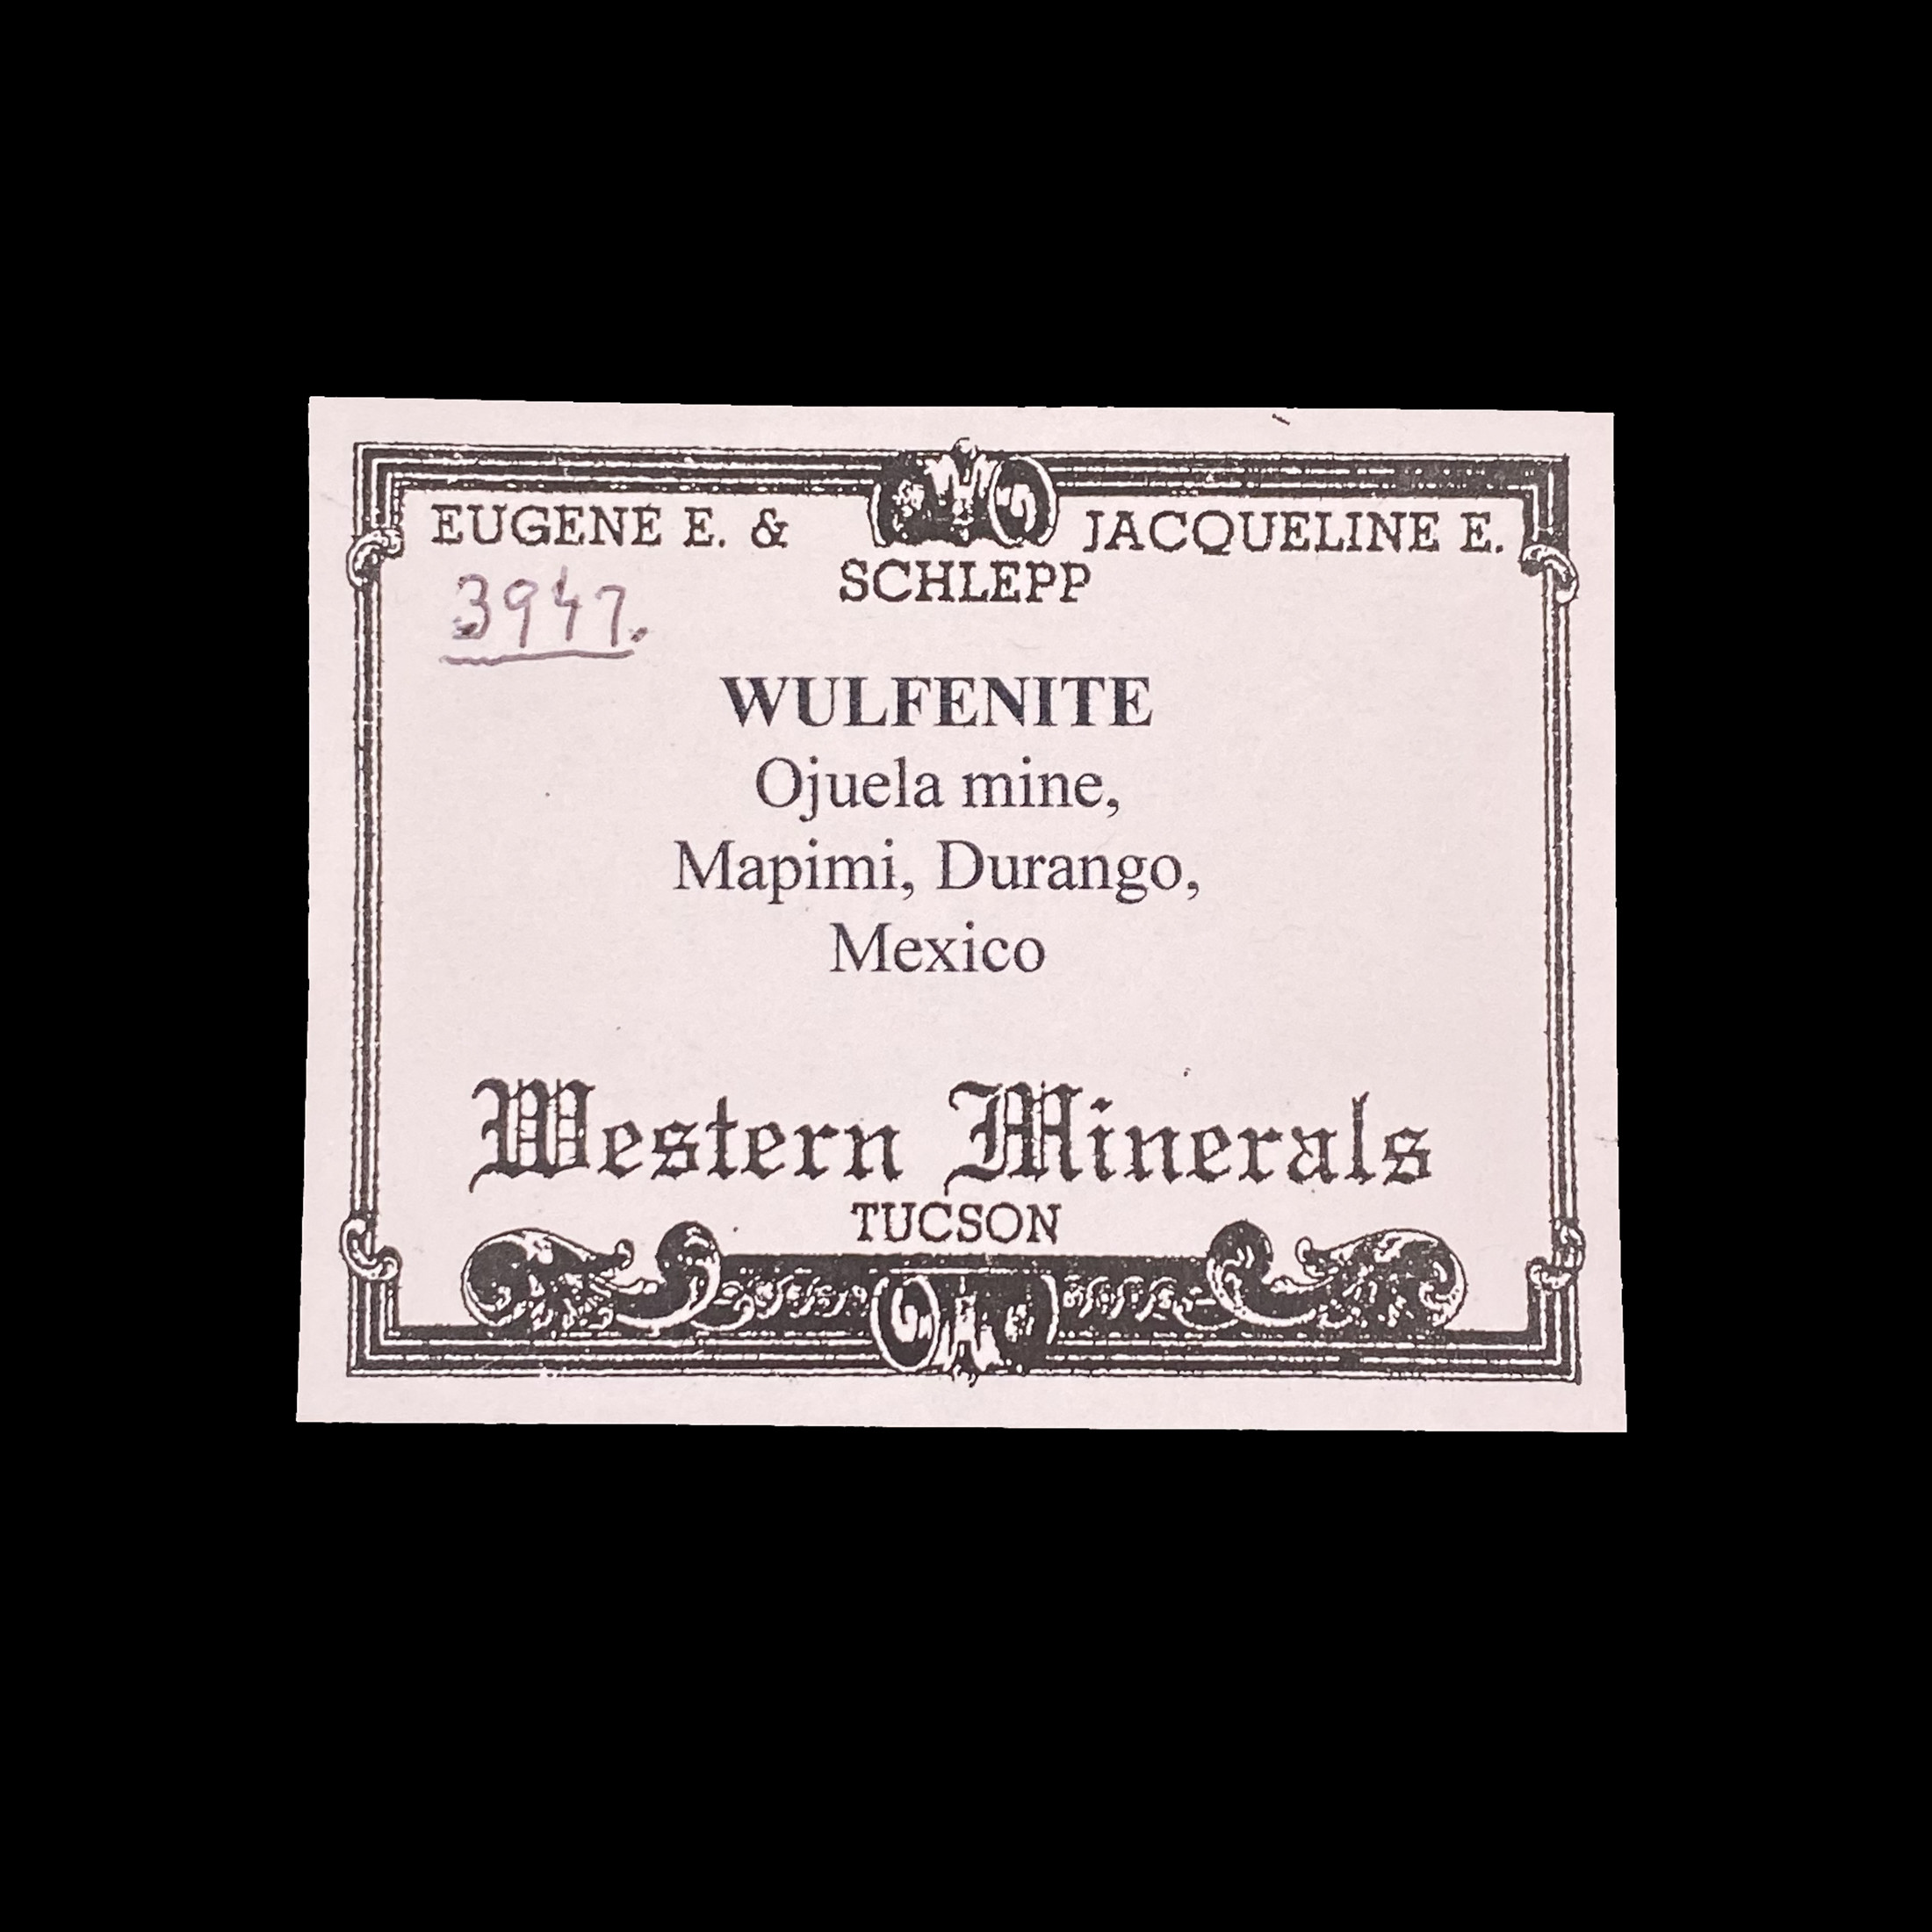 EUGENE E. & JACQUELINE E.
SCHLEPP
3947.
WULFENITE
Ojuela mine,
Mapimi, Durango,
Mexico
Western Minerals
TUCSON